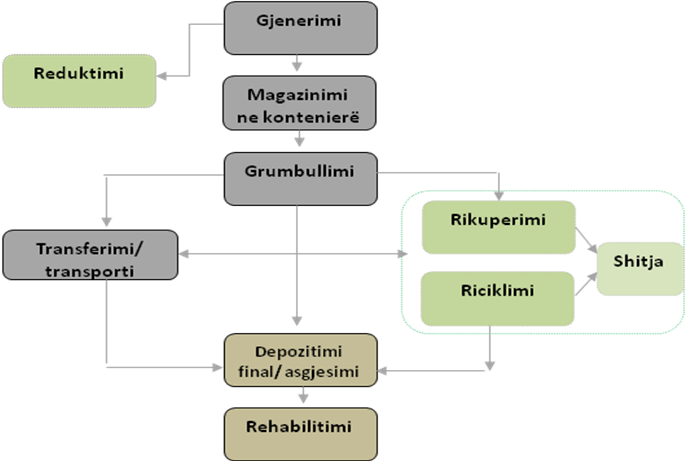 Gjenerimi
Reduktimi
Magazinimi
ne kontenierë
Grumbullimi
Rikuperimi
Transferimi/
transporti
Shitja
Riciklimi
Depozitimi
final/ asgjesimi
Rehabilitimi